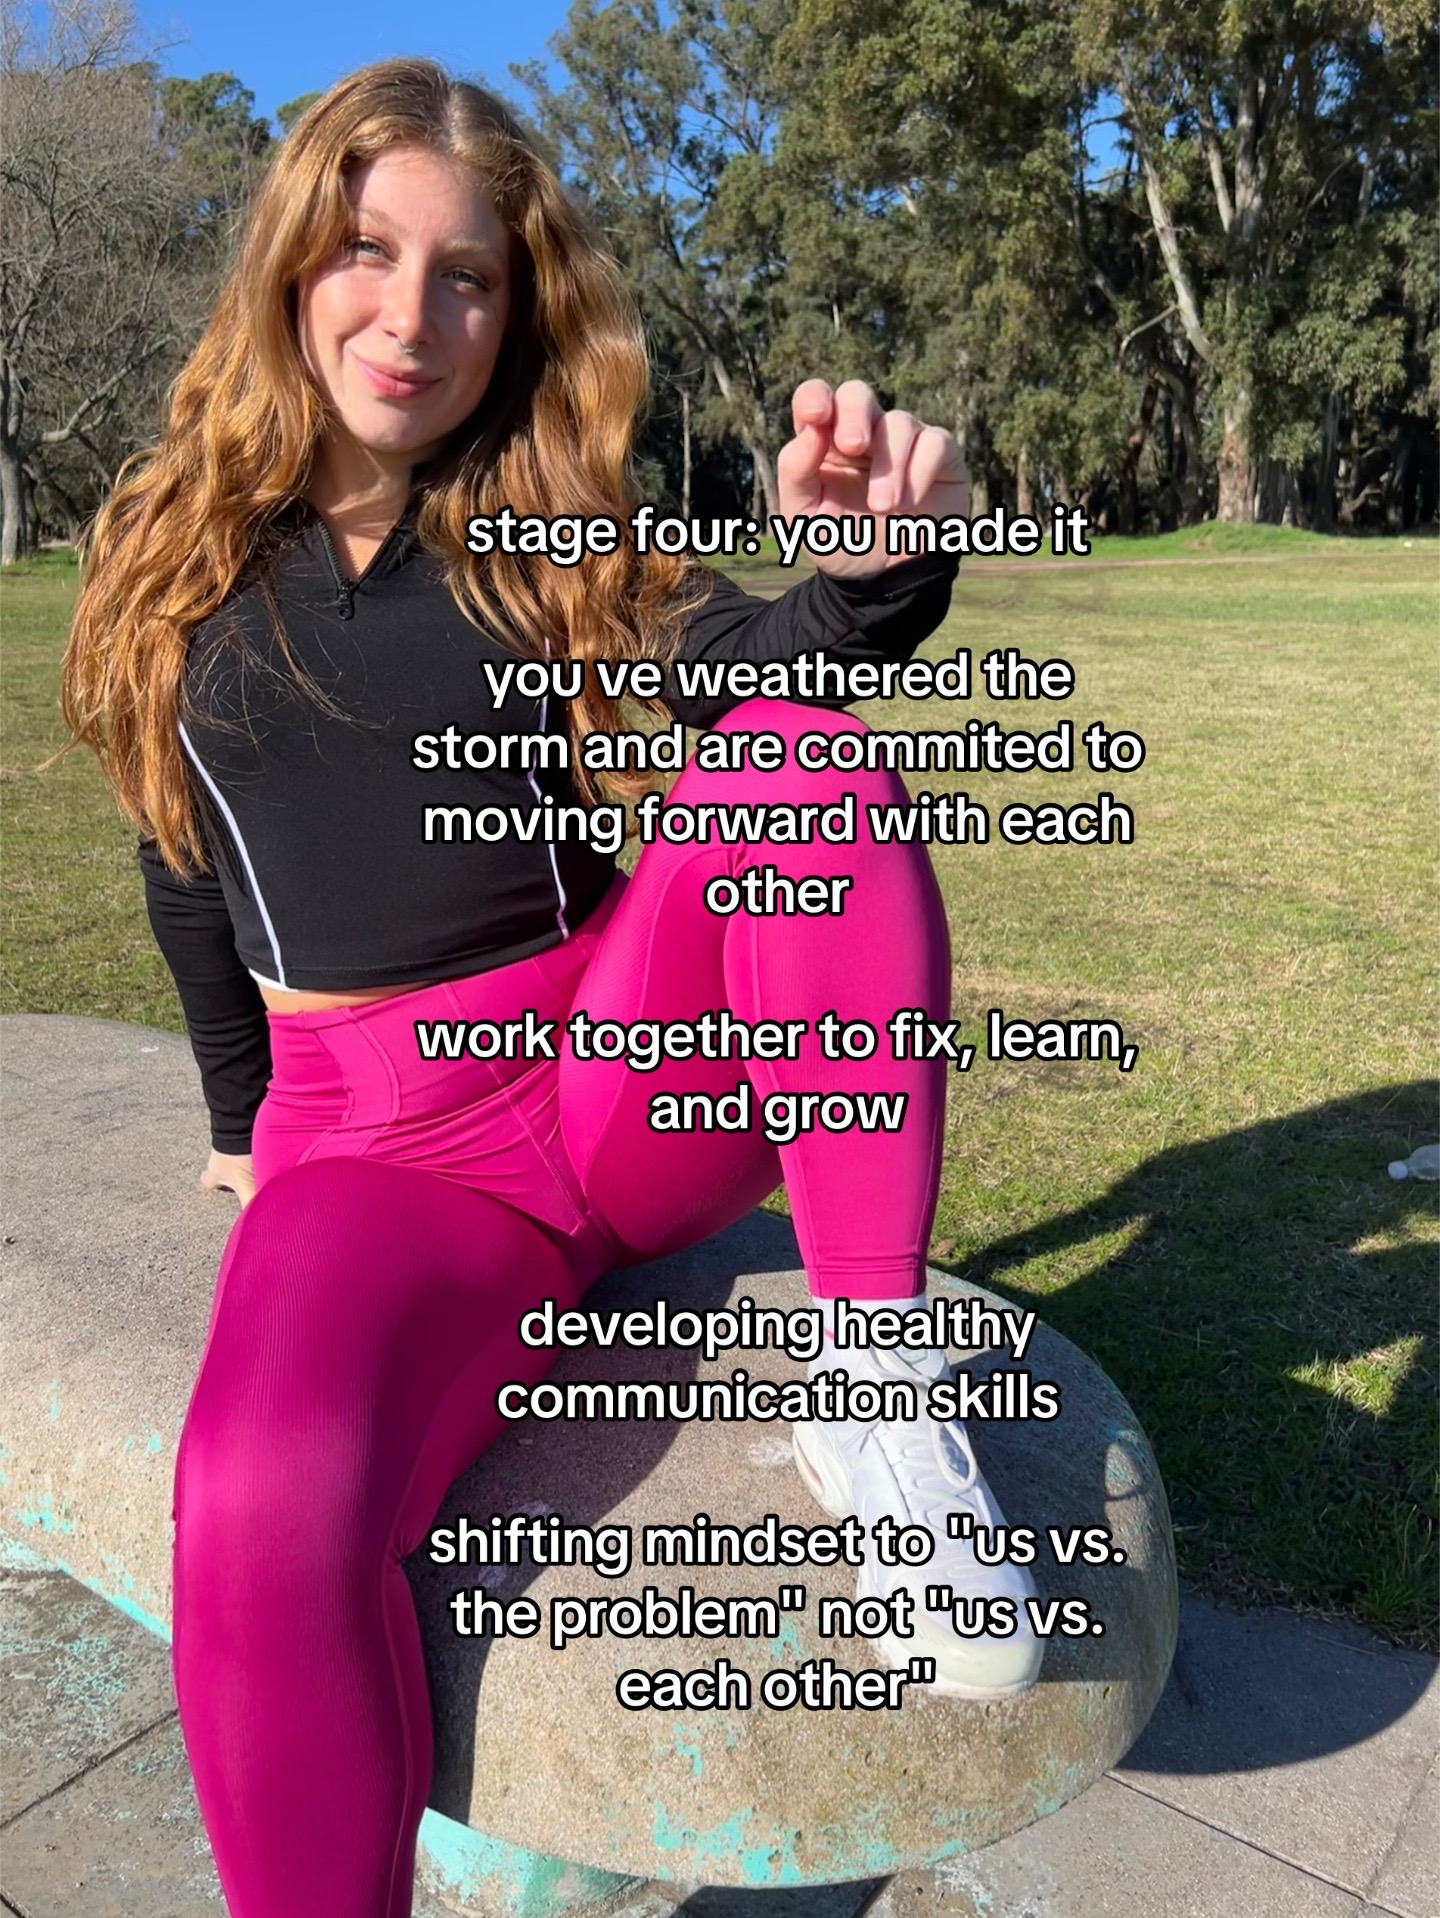 stage four: you made it
you ve weathered the
storm and are commited to
moving forward with each
other
work together to fix, learn,
and grow
developing healthy
communication skills
shifting mindset to "us vs.
the problem" not "us vs.
each other"